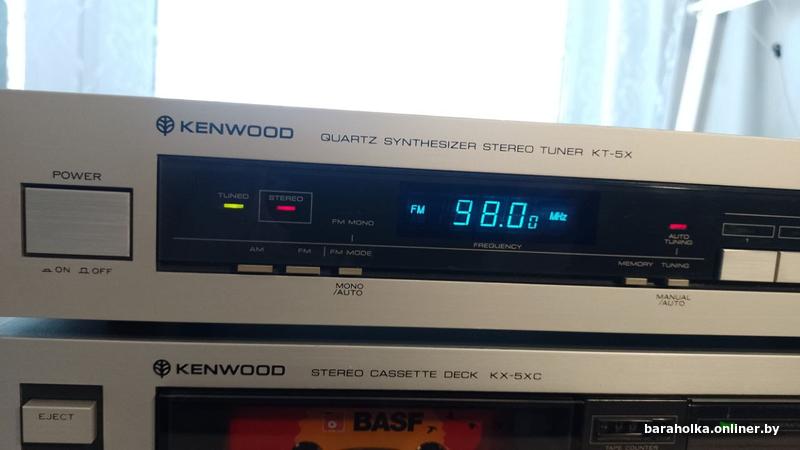 KENWOOD QUARTZ SYNTHESIZER STEREO TUNER KT-5X
POWER
ON OFF
TUNED STEREO
FM MONO
FM 98.00 MHz
FREQUENCY
AUTO TUNING
1
AM FM FM MODE
MEMORY TUNING
MONO /AUTO
MANUAL /AUTO
KENWOOD STEREO CASSETTE DECK KX-5XC
EJECT
BASF
TAPE COUNTER
baraholka.onliner.by